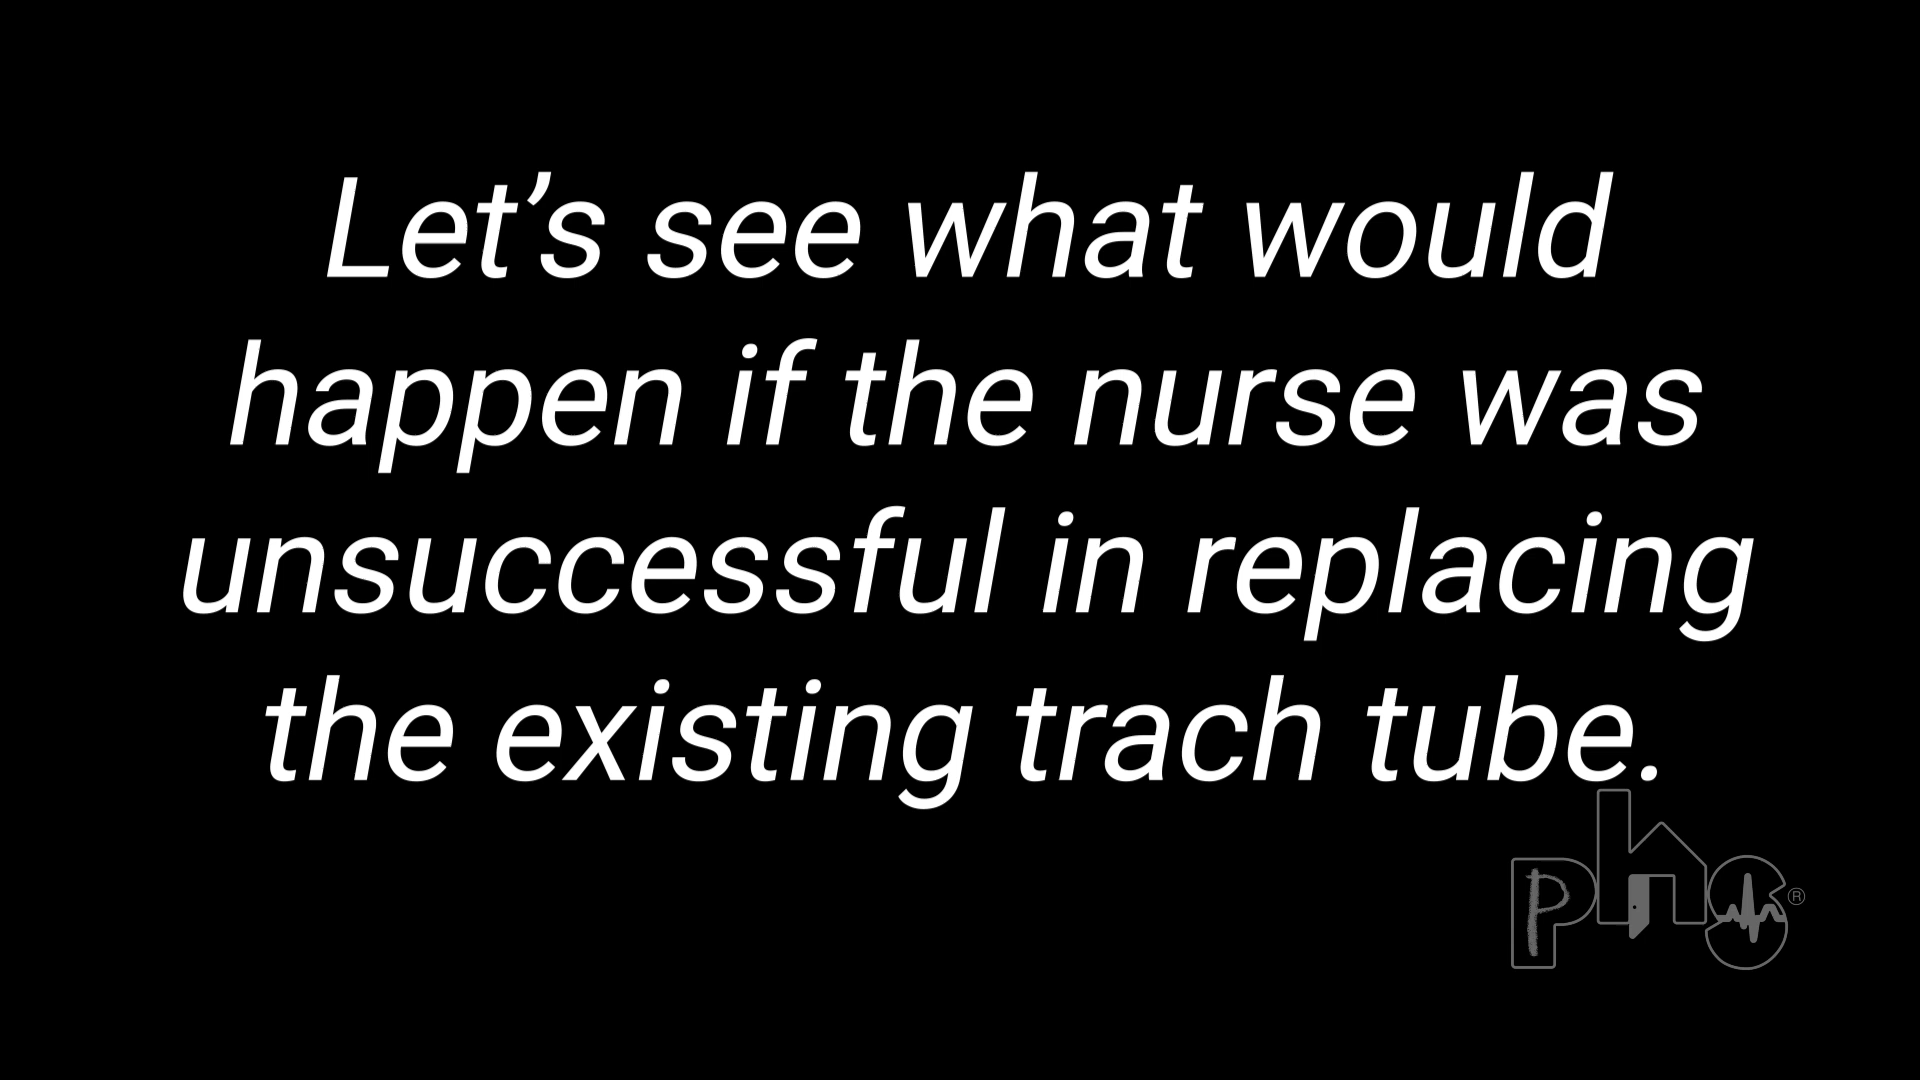 Let’s see what would
happen if the nurse was
unsuccessful in replacing
the existing trach tube.
phs®